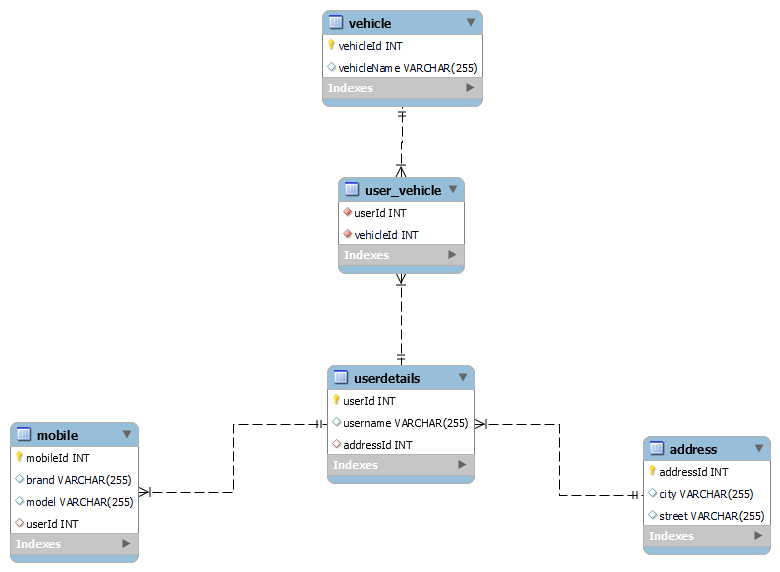 vehicle
vehicleId INT
vehicleName VARCHAR(255)
Indexes
user_vehicle
userId INT
vehicleId INT
Indexes
userdetails
userId INT
username VARCHAR(255)
addressId INT
Indexes
mobile
mobileId INT
brand VARCHAR(255)
model VARCHAR(255)
userId INT
Indexes
address
addressId INT
city VARCHAR(255)
street VARCHAR(255)
Indexes